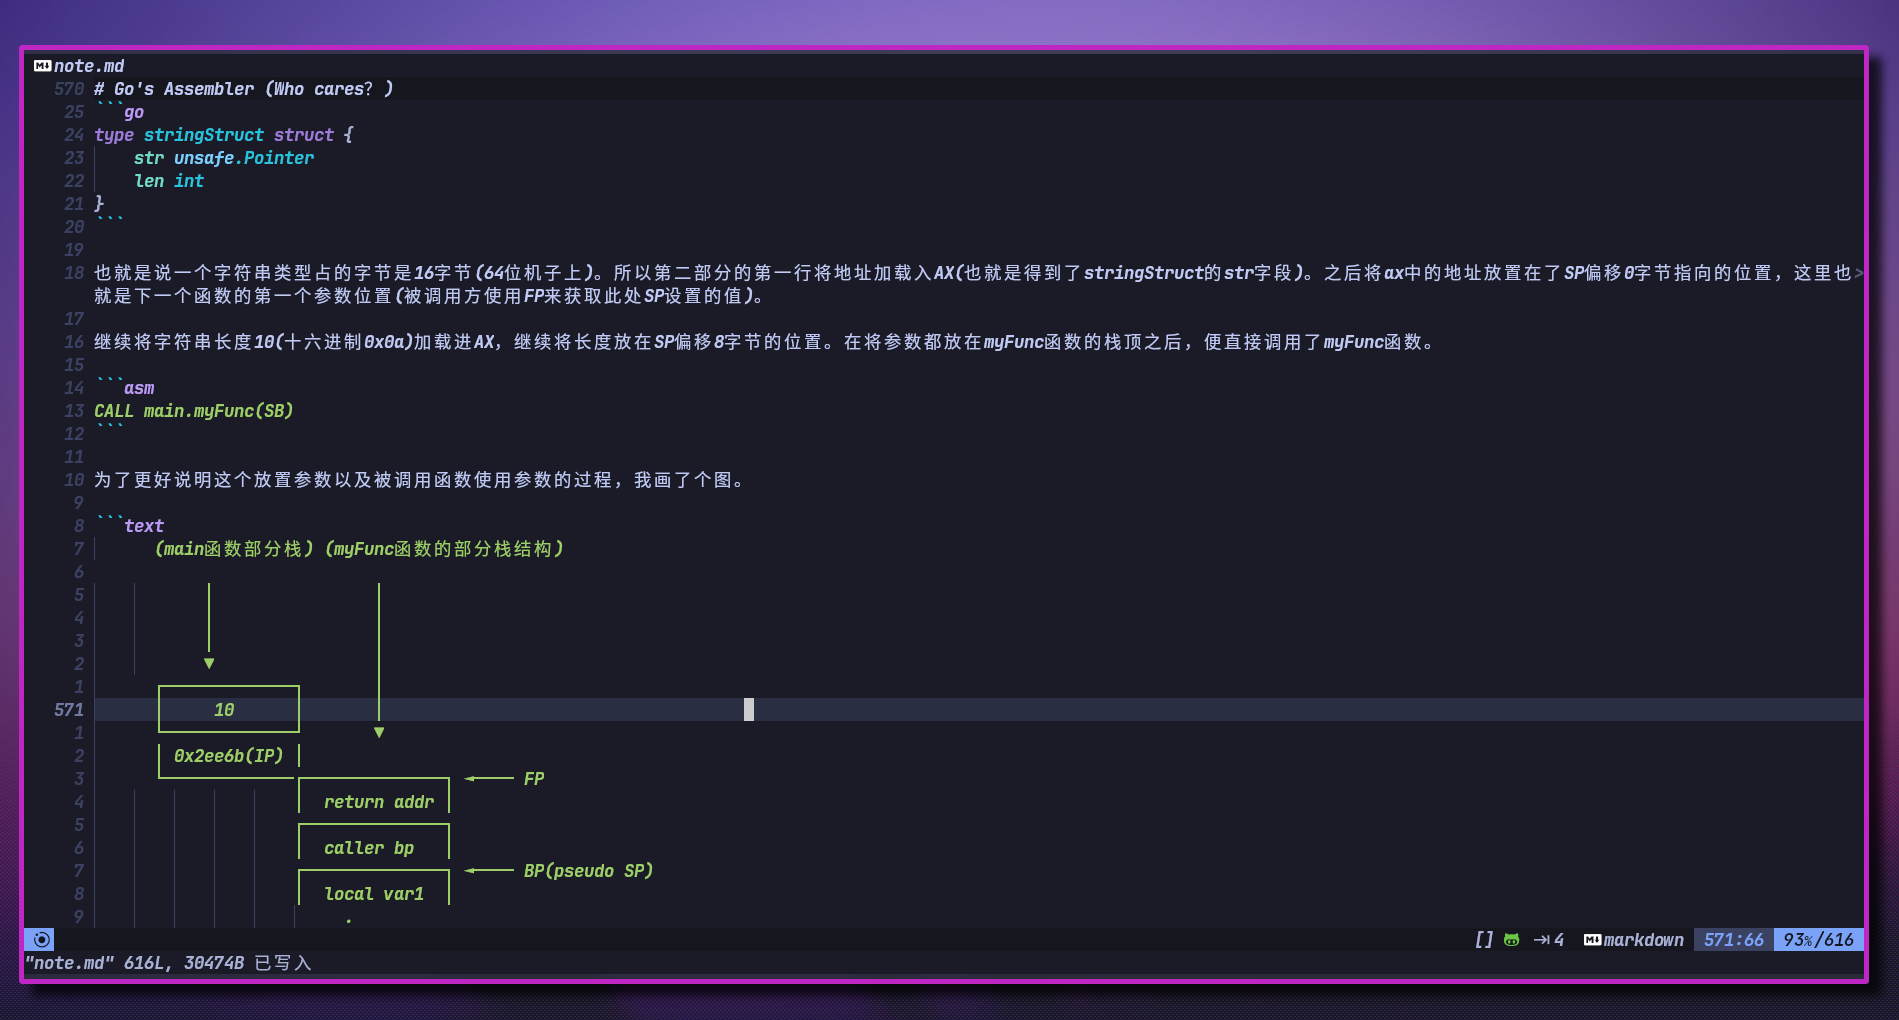 note.md
570 # Go's Assembler (Who cares? )
25 ```go
24 type stringStruct struct {
23     str unsafe.Pointer
22     len int
21 }
20 ```
19
18 也就是说一个字符串类型占的字节是16字节(64位机子上)。所以第二部分的第一行将地址加载入AX(也就是得到了stringStruct的str字段)。之后将ax中的地址放置在了SP偏移0字节指向的位置，这里也>
就是下一个函数的第一个参数位置(被调用方使用FP来获取此处SP设置的值)。
17
16 继续将字符串长度10(十六进制0x0a)加载进AX，继续将长度放在SP偏移8字节的位置。在将参数都放在myFunc函数的栈顶之后，便直接调用了myFunc函数。
15
14 ```asm
13 CALL main.myFunc(SB)
12 ```
11
10 为了更好说明这个放置参数以及被调用函数使用参数的过程，我画了个图。
9
8 ```text
7 (main函数部分栈) (myFunc函数的部分栈结构)
6
5
4
3
2
1
571 10
1
2 0x2ee6b(IP)
3 FP
4 return addr
5
6 caller bp
7 BP(pseudo SP)
8 local var1
9 .
[] 4 markdown 571:66 93%/616
"note.md" 616L, 30474B 已写入